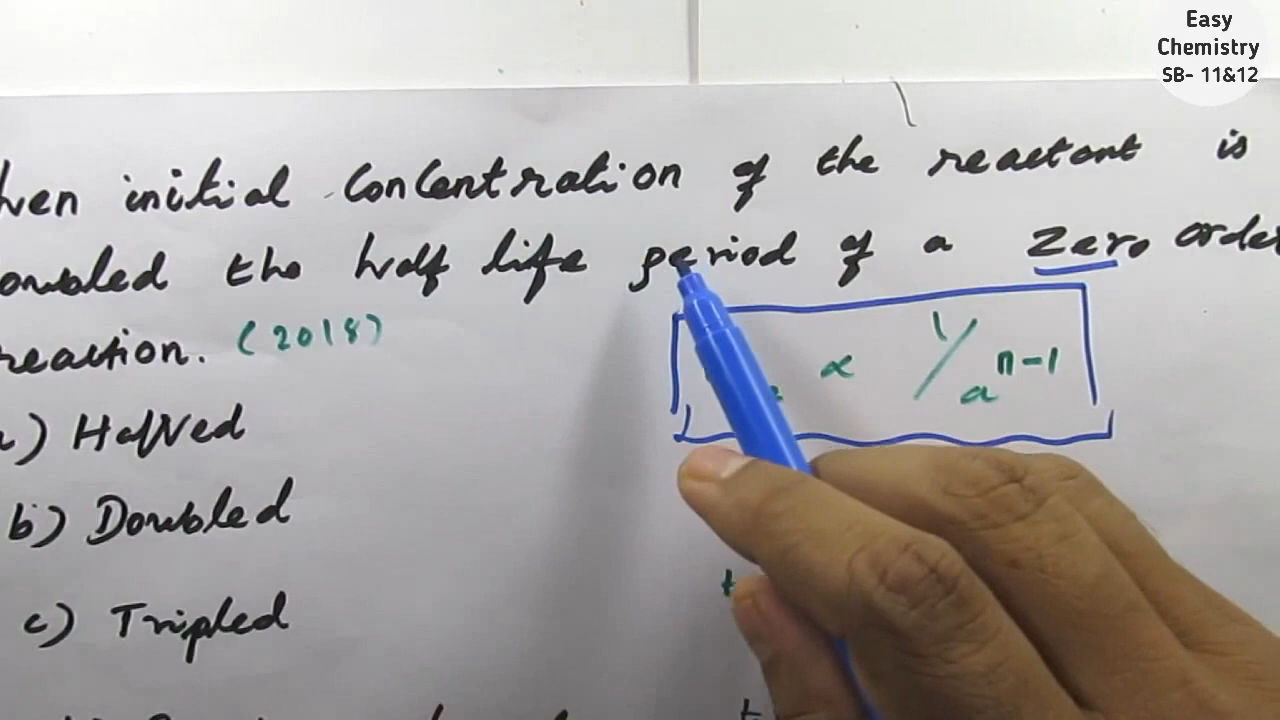 Easy
Chemistry
SB- 11&12
hen initial Concentration of the reactant is
oubled the half life period of a Zero order
reaction. (2018)
∝ 1/a^n-1
a) Halved
b) Doubled
c) Tripled
t
t